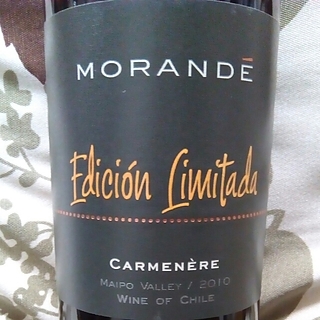 MORANDÉ
Edición Limitada
CARMENÈRE
MAIPO VALLEY / 2010
WINE OF CHILE